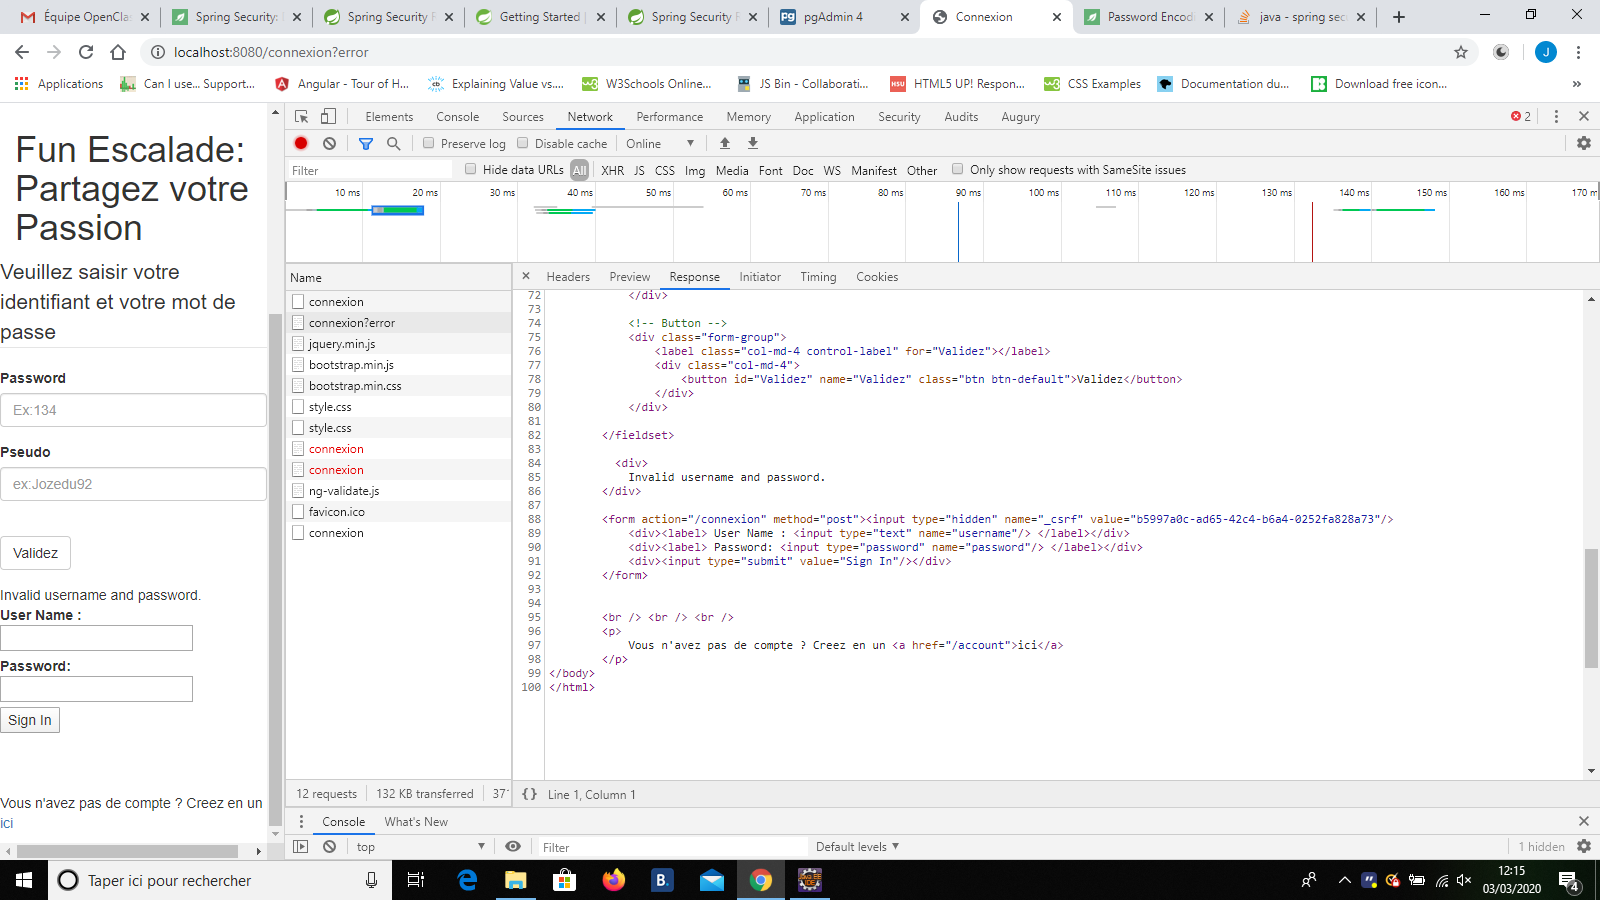 Équipe OpenClas
Spring Security:
Spring Security F
Getting Started |
Spring Security F
pgAdmin 4
Connexion
Password Encodi
java - spring sec
localhost:8080/connexion?error
J
Applications
Can I use... Support...
Angular - Tour of H...
Explaining Value vs....
W3Schools Online...
JS Bin - Collaborati...
HTML5 UP! Respon...
CSS Examples
Documentation du...
Download free icon...
»
Fun Escalade:
Partagez votre
Passion
Veuillez saisir votre
identifiant et votre mot de
passe
Password
Ex:134
Pseudo
ex:Jozedu92
Validez
Invalid username and password.
User Name :
Password:
Sign In
Vous n'avez pas de compte ? Creez en un
ici
Elements Console Sources Network Performance Memory Application Security Audits Augury 2
Preserve log Disable cache Online
Filter Hide data URLs All XHR JS CSS Img Media Font Doc WS Manifest Other Only show requests with SameSite issues
10 ms 20 ms 30 ms 40 ms 50 ms 60 ms 70 ms 80 ms 90 ms 100 ms 110 ms 120 ms 130 ms 140 ms 150 ms 160 ms 170 m
Name
connexion
connexion?error
jquery.min.js
bootstrap.min.js
bootstrap.min.css
style.css
style.css
connexion
connexion
ng-validate.js
favicon.ico
connexion
12 requests 132 KB transferred 37
Headers Preview Response Initiator Timing Cookies
72 </div>
73
74 <!-- Button -->
75 <div class="form-group">
76 <label class="col-md-4 control-label" for="Validez"></label>
77 <div class="col-md-4">
78 <button id="Validez" name="Validez" class="btn btn-default">Validez</button>
79 </div>
80 </div>
81
82 </fieldset>
83
84 <div>
85 Invalid username and password.
86 </div>
87
88 <form action="/connexion" method="post"><input type="hidden" name="_csrf" value="b5997a0c-ad65-42c4-b6a4-0252fa828a73"/>
89 <div><label> User Name : <input type="text" name="username"/> </label></div>
90 <div><label> Password: <input type="password" name="password"/> </label></div>
91 <div><input type="submit" value="Sign In"/></div>
92 </form>
93
94
95 <br /> <br /> <br />
96 <p>
97 Vous n'avez pas de compte ? Creez en un <a href="/account">ici</a>
98 </p>
99 </body>
100 </html>
{} Line 1, Column 1
Console What's New
top Filter Default levels 1 hidden
Taper ici pour rechercher
12:15
03/03/2020
4